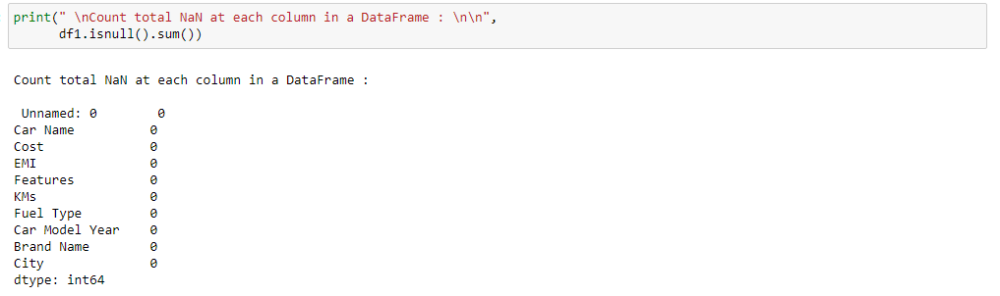 print(" \nCount total NaN at each column in a DataFrame : \n\n",
      df1.isnull().sum())
Count total NaN at each column in a DataFrame :
 Unnamed: 0        0
Car Name          0
Cost              0
EMI               0
Features          0
KMs               0
Fuel Type         0
Car Model Year    0
Brand Name        0
City              0
dtype: int64